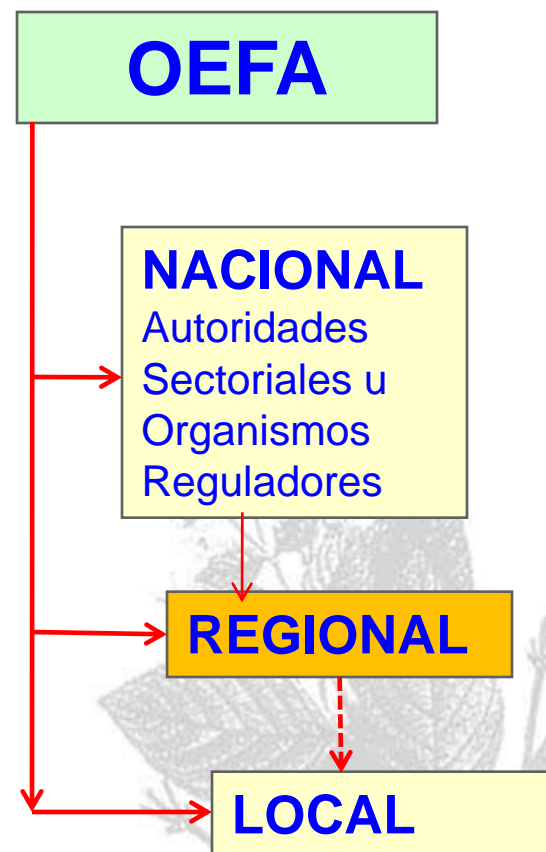 OEFA
NACIONAL
Autoridades
Sectoriales u
Organismos
Reguladores
REGIONAL
LOCAL